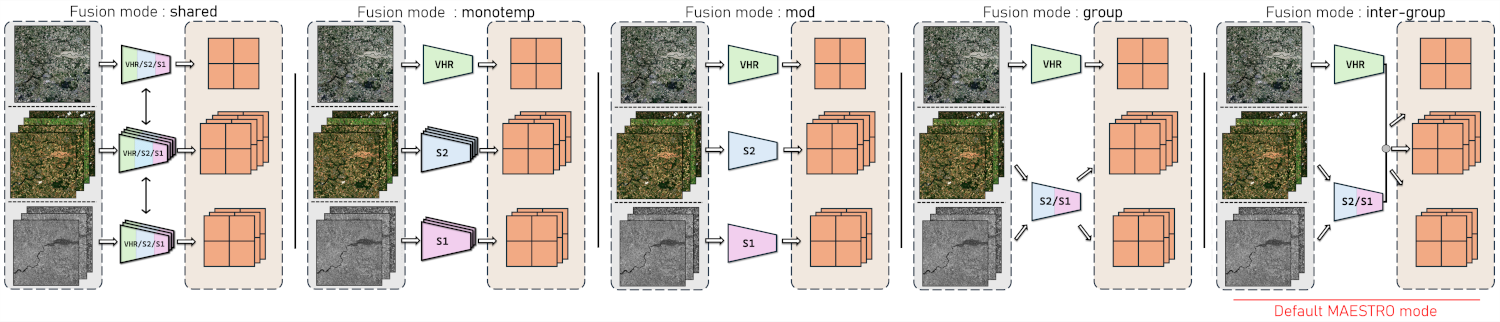 Fusion mode : shared
VHR/S2/S1
VHR/S2/S1
VHR/S2/S1
Fusion mode : monotemp
VHR
S2
S1
Fusion mode : mod
VHR
S2
S1
Fusion mode : group
VHR
S2/S1
Fusion mode : inter-group
VHR
S2/S1
Default MAESTRO mode